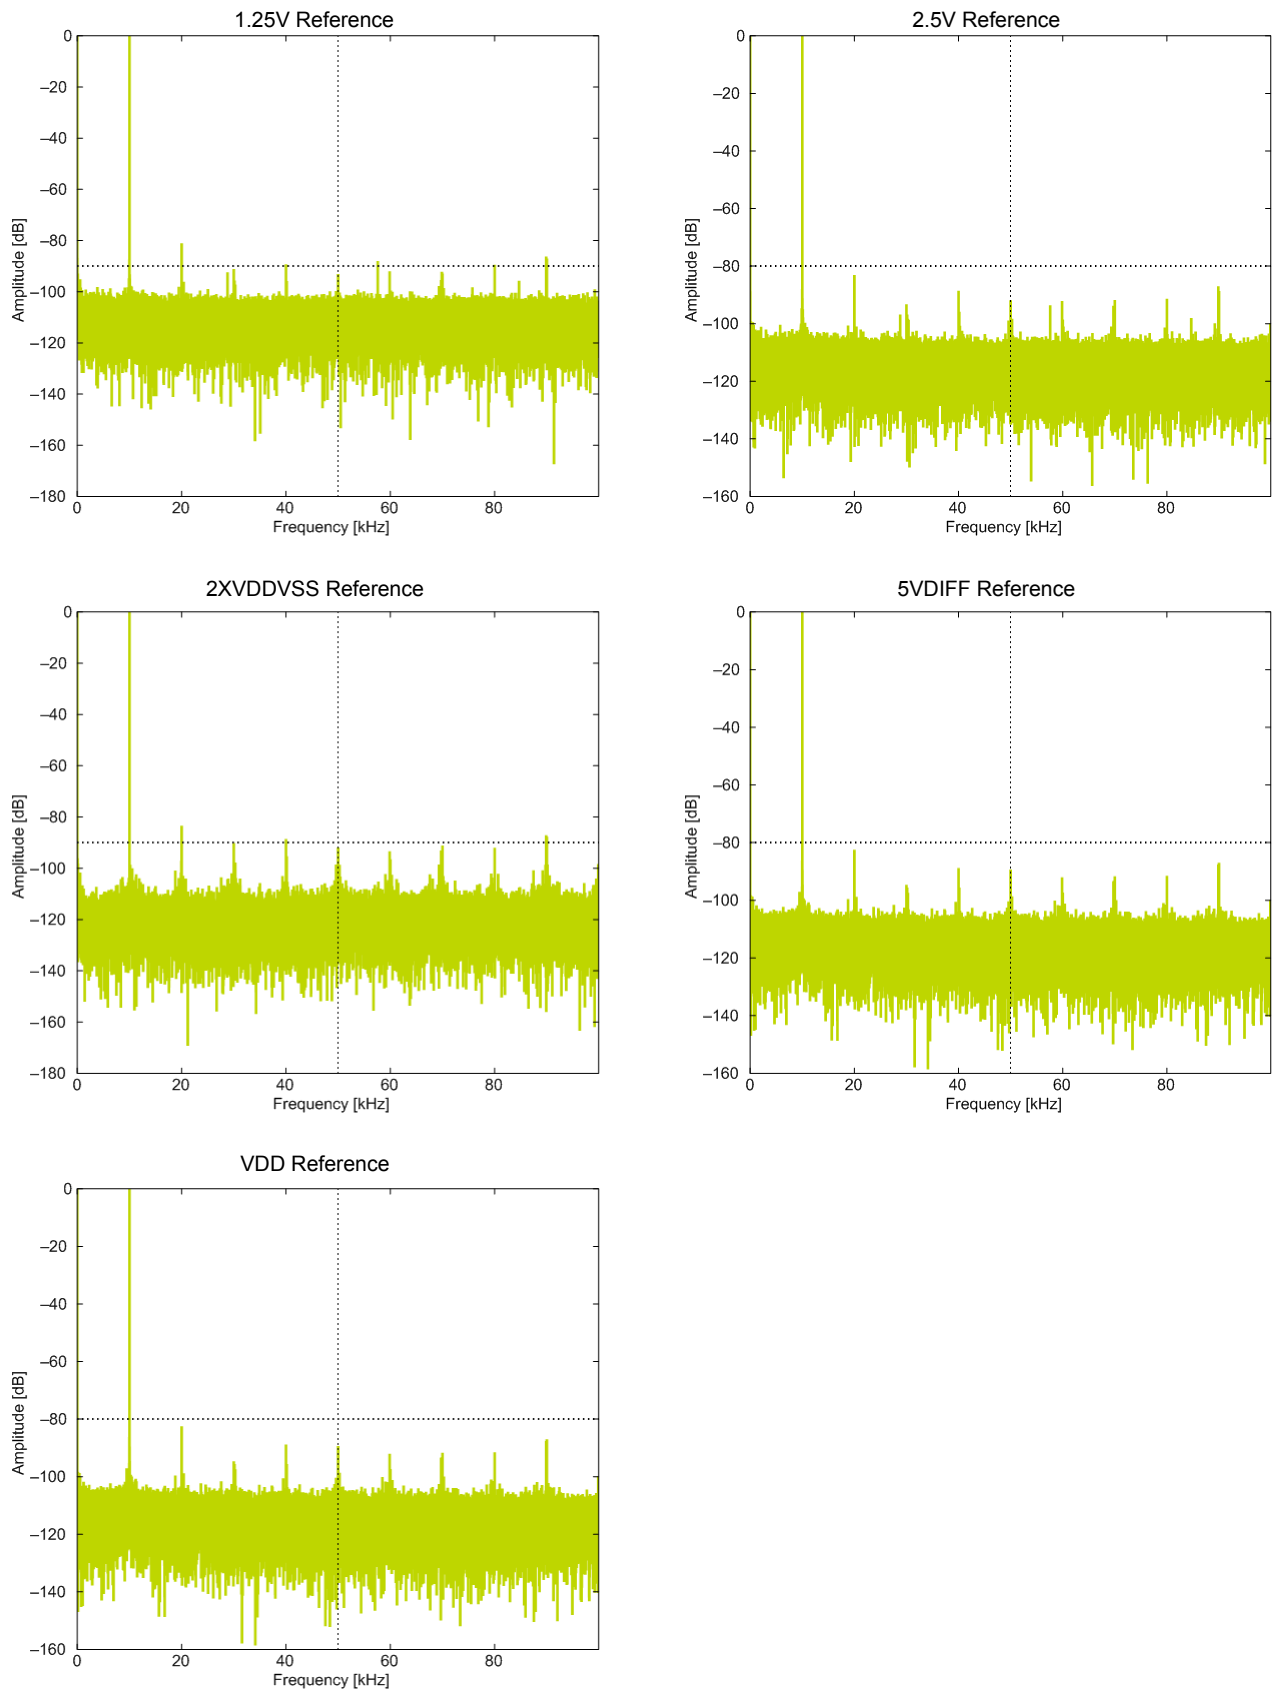 1.25V Reference
0
–20
–40
–60
–80
–100
–120
–140
–160
–180
Amplitude [dB]
0 20 40 60 80
Frequency [kHz]
2.5V Reference
0
–20
–40
–60
–80
–100
–120
–140
–160
Amplitude [dB]
0 20 40 60 80
Frequency [kHz]
2XVDDVSS Reference
0
–20
–40
–60
–80
–100
–120
–140
–160
–180
Amplitude [dB]
0 20 40 60 80
Frequency [kHz]
5VDIFF Reference
0
–20
–40
–60
–80
–100
–120
–140
–160
Amplitude [dB]
0 20 40 60 80
Frequency [kHz]
VDD Reference
0
–20
–40
–60
–80
–100
–120
–140
–160
Amplitude [dB]
0 20 40 60 80
Frequency [kHz]